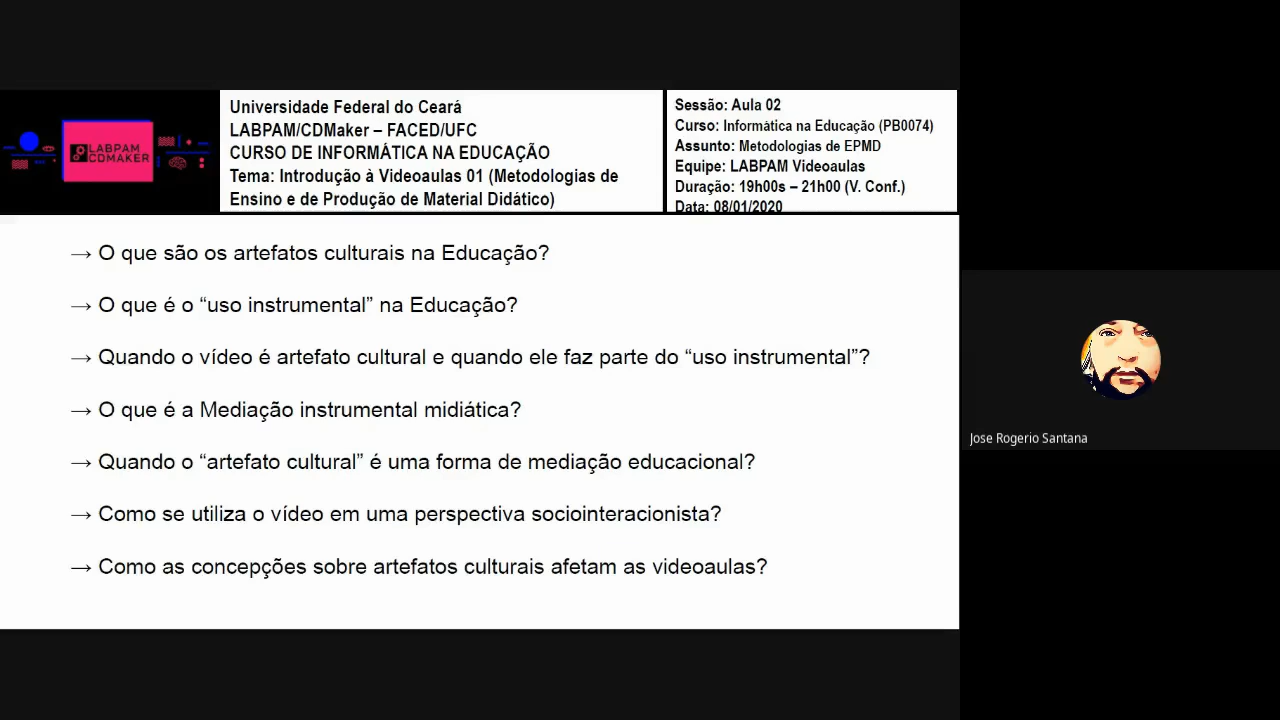 LABPAM
CDMAKER
Universidade Federal do Ceará
LABPAM/CDMaker – FACED/UFC
CURSO DE INFORMÁTICA NA EDUCAÇÃO
Tema: Introdução à Videoaulas 01 (Metodologias de
Ensino e de Produção de Material Didático)
Sessão: Aula 02
Curso: Informática na Educação (PB0074)
Assunto: Metodologias de EPMD
Equipe: LABPAM Videoaulas
Duração: 19h00s – 21h00 (V. Conf.)
Data: 08/01/2020
→ O que são os artefatos culturais na Educação?
→ O que é o “uso instrumental” na Educação?
→ Quando o vídeo é artefato cultural e quando ele faz parte do “uso instrumental”?
→ O que é a Mediação instrumental midiática?
→ Quando o “artefato cultural” é uma forma de mediação educacional?
→ Como se utiliza o vídeo em uma perspectiva sociointeracionista?
→ Como as concepções sobre artefatos culturais afetam as videoaulas?
Jose Rogerio Santana